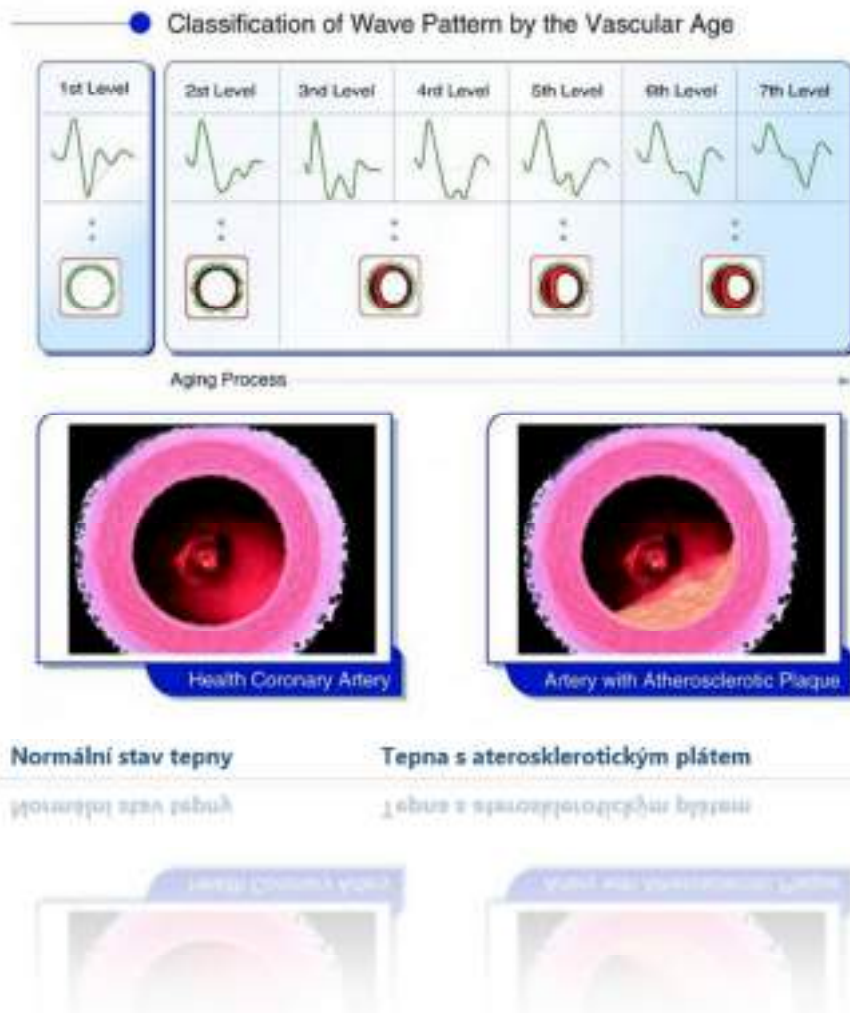 Classification of Wave Pattern by the Vascular Age
1st Level 2st Level 3nd Level 4rd Level 5th Level 6th Level 7th Level
Aging Process
Health Coronary Artery Artery with Atherosclerotic Plaque
Normální stav tepny Tepna s aterosklerotickým plátem